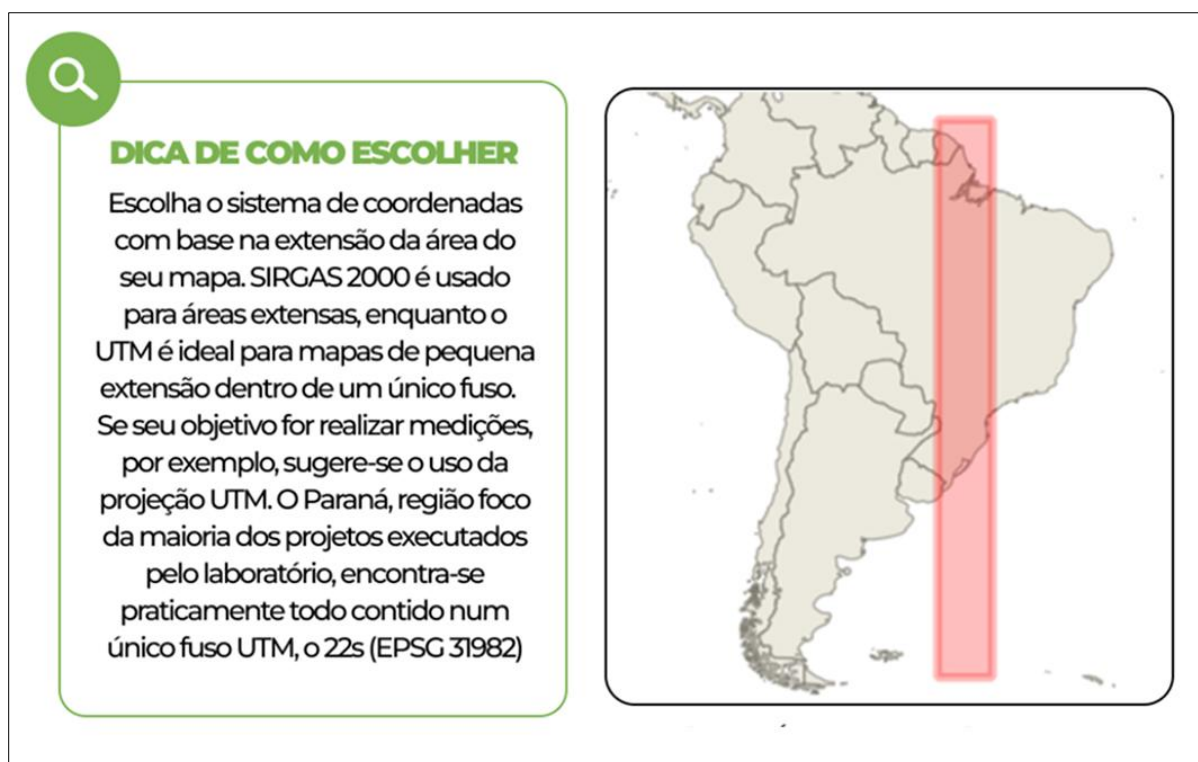 DICA DE COMO ESCOLHER
Escolha o sistema de coordenadas
com base na extensão da área do
seu mapa. SIRGAS 2000 é usado
para áreas extensas, enquanto o
UTM é ideal para mapas de pequena
extensão dentro de um único fuso.
Se seu objetivo for realizar medições,
por exemplo, sugere-se o uso da
projeção UTM. O Paraná, região foco
da maioria dos projetos executados
pelo laboratório, encontra-se
praticamente todo contido num
único fuso UTM, o 22s (EPSG 31982)